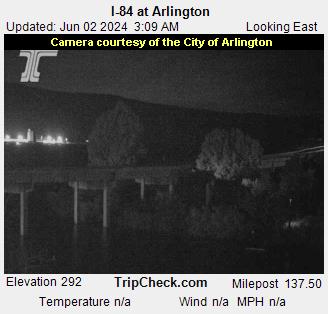 I-84 at Arlington
Updated: Jun 02 2024 3:09 AM Looking East
Camera courtesy of the City of Arlington
Elevation 292 TripCheck.com Milepost 137.50
Temperature n/a Wind n/a MPH n/a